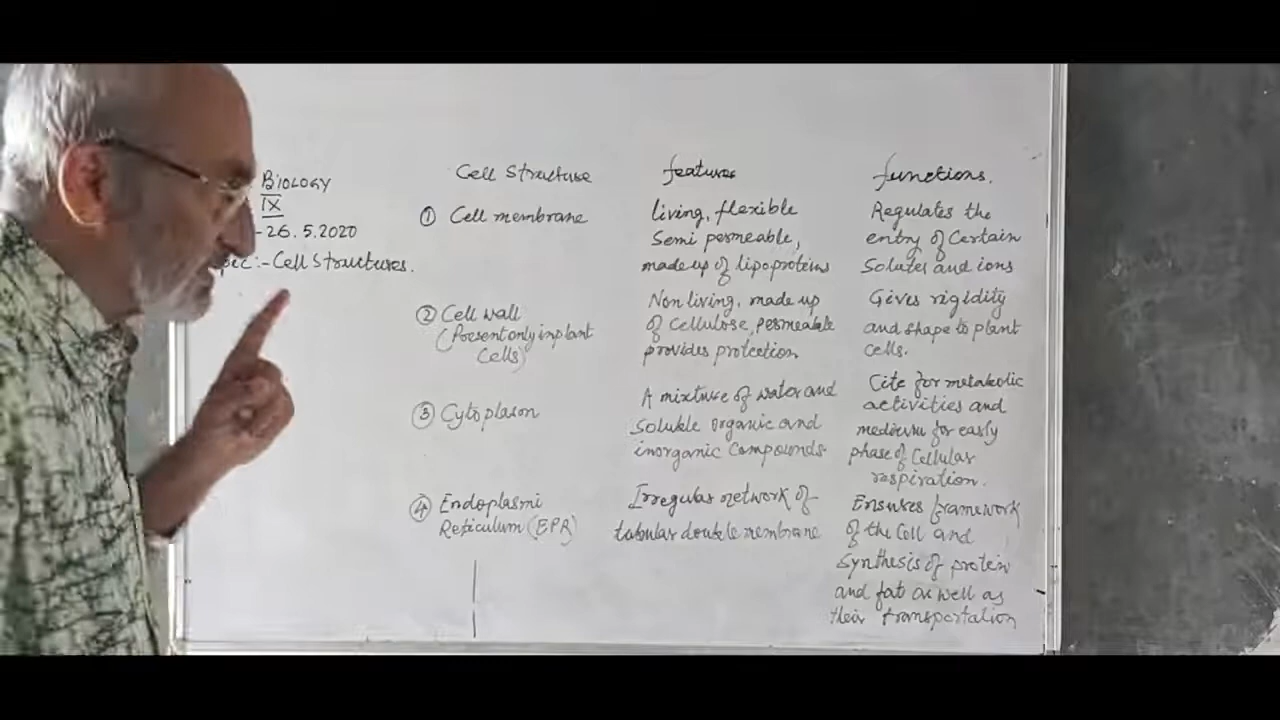 BIOLOGY
IX
-26.5.2020
:-Cell Structures.
Cell Structure
features
functions.
① Cell membrane
living, flexible
Semi permeable,
made up of lipoproteins
Regulates the
entry of Certain
Solutes and ions
② Cell wall
(Present only in plant
Cells)
Non living, made up
of Cellulose, permeable
provides protection
Gives rigidity
and shape to plant
cells.
③ Cytoplasm
A mixture of water and
Soluble organic and
inorganic Compounds
Cite for metabolic
activities and
medium for early
phase of Cellular
respiration.
④ Endoplasmi
Reticulum (EPR)
Irregular network of
tabular double membrane
Ensures framework
of the Cell and
Synthesis of protein
and fat as well as
their transportation